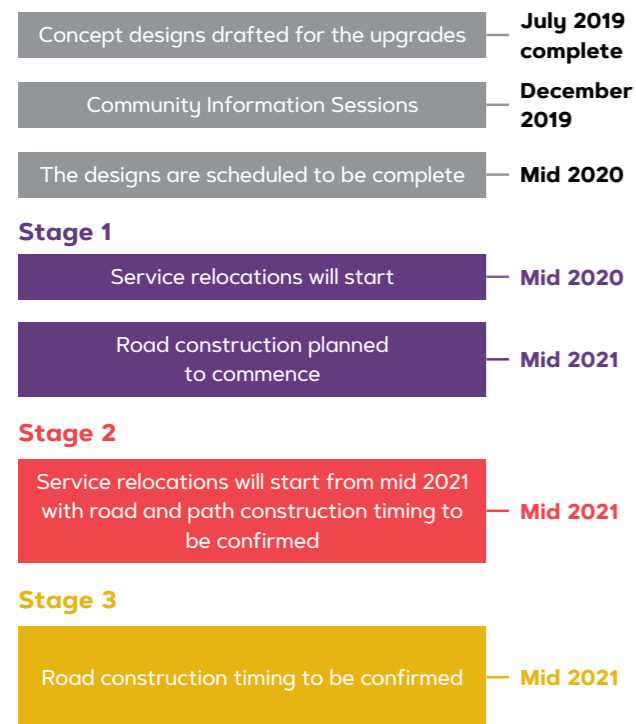 Concept designs drafted for the upgrades
July 2019
complete
Community Information Sessions
December
2019
The designs are scheduled to be complete
Mid 2020
Stage 1
Service relocations will start
Mid 2020
Road construction planned
to commence
Mid 2021
Stage 2
Service relocations will start from mid 2021
with road and path construction timing to
be confirmed
Mid 2021
Stage 3
Road construction timing to be confirmed
Mid 2021